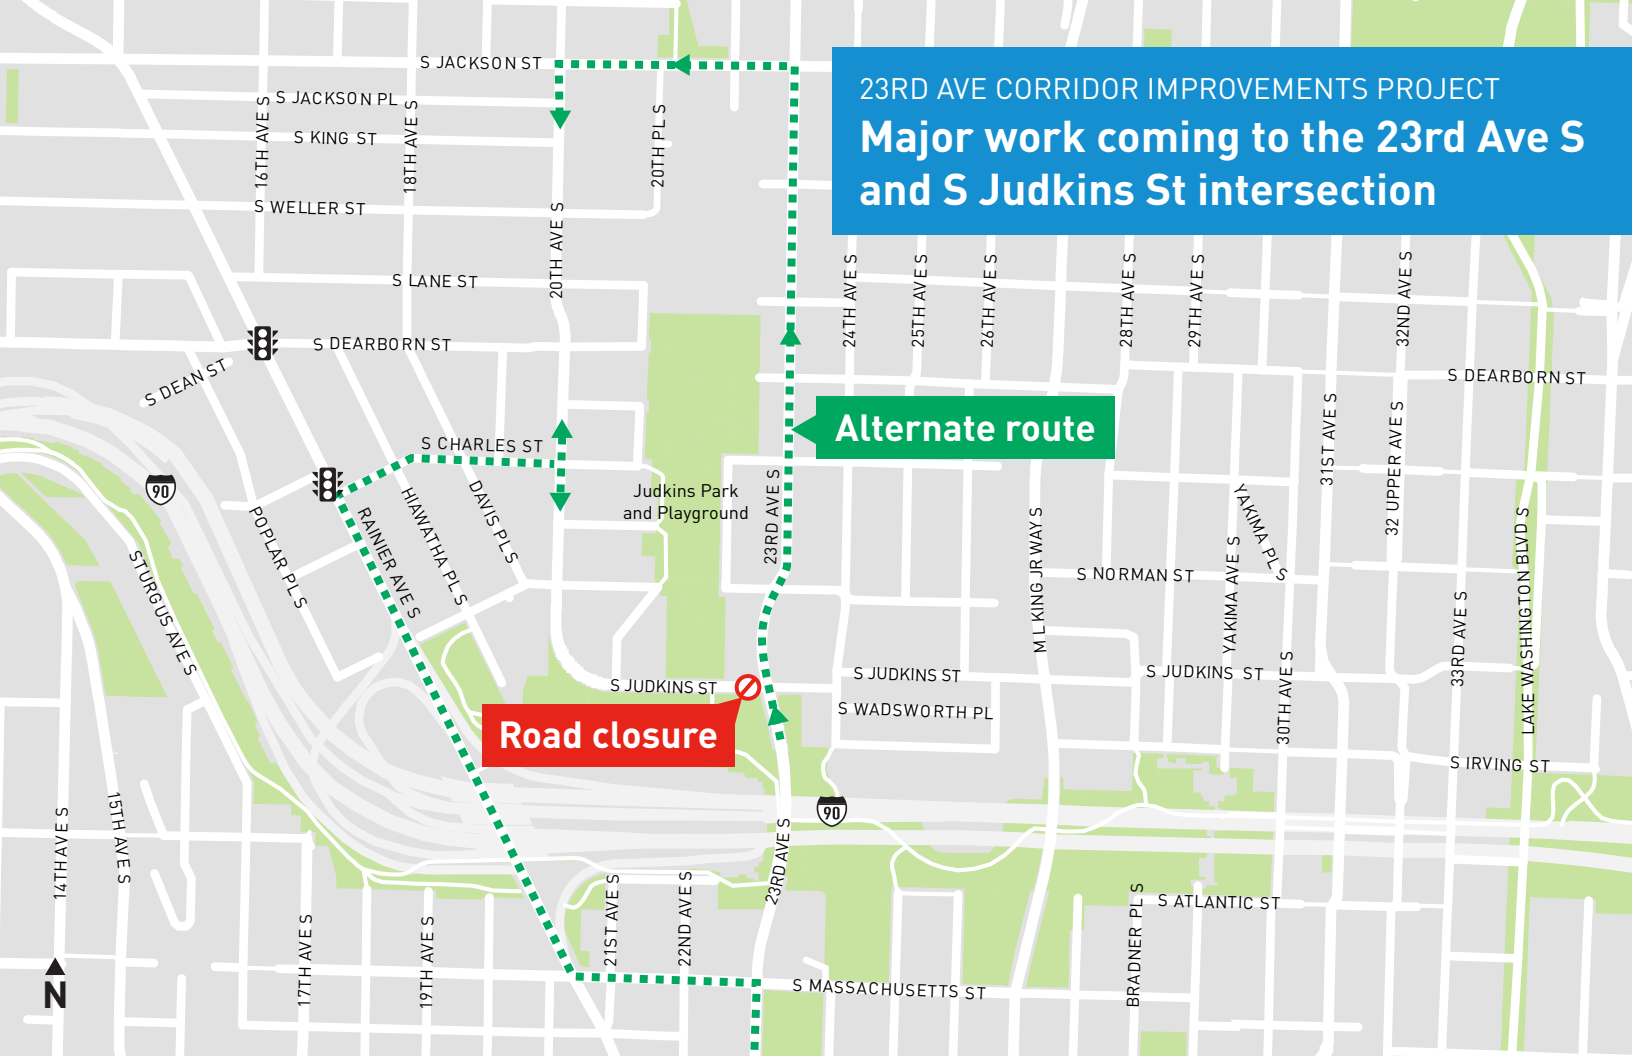 23RD AVE CORRIDOR IMPROVEMENTS PROJECT
Major work coming to the 23rd Ave S
and S Judkins St intersection
S JACKSON ST
S JACKSON PL
16TH AVE S
18TH AVE S
S KING ST
20TH PL S
S WELLER ST
20TH AVE S
S LANE ST
24TH AVE S
25TH AVE S
26TH AVE S
28TH AVE S
29TH AVE S
32ND AVE S
S DEARBORN ST
S DEAN ST
S DEARBORN ST
31ST AVE S
32 UPPER AVE S
Alternate route
S CHARLES ST
90
Judkins Park
and Playground
23RD AVE S
POPLAR PL S
RAINIER AVE S
HIAWATHA PL S
DAVIS PL S
STURGUS AVE S
M L KING JR WAY S
YAKIMA PL S
YAKIMA AVE S
S NORMAN ST
LAKE WASHINGTON BLVD S
33RD AVE S
S JUDKINS ST
S JUDKINS ST
S JUDKINS ST
30TH AVE S
S WADSWORTH PL
Road closure
S IRVING ST
90
14TH AVE S
15TH AVE S
23RD AVE S
17TH AVE S
19TH AVE S
21ST AVE S
22ND AVE S
BRADNER PL S
S ATLANTIC ST
S MASSACHUSETTS ST
N